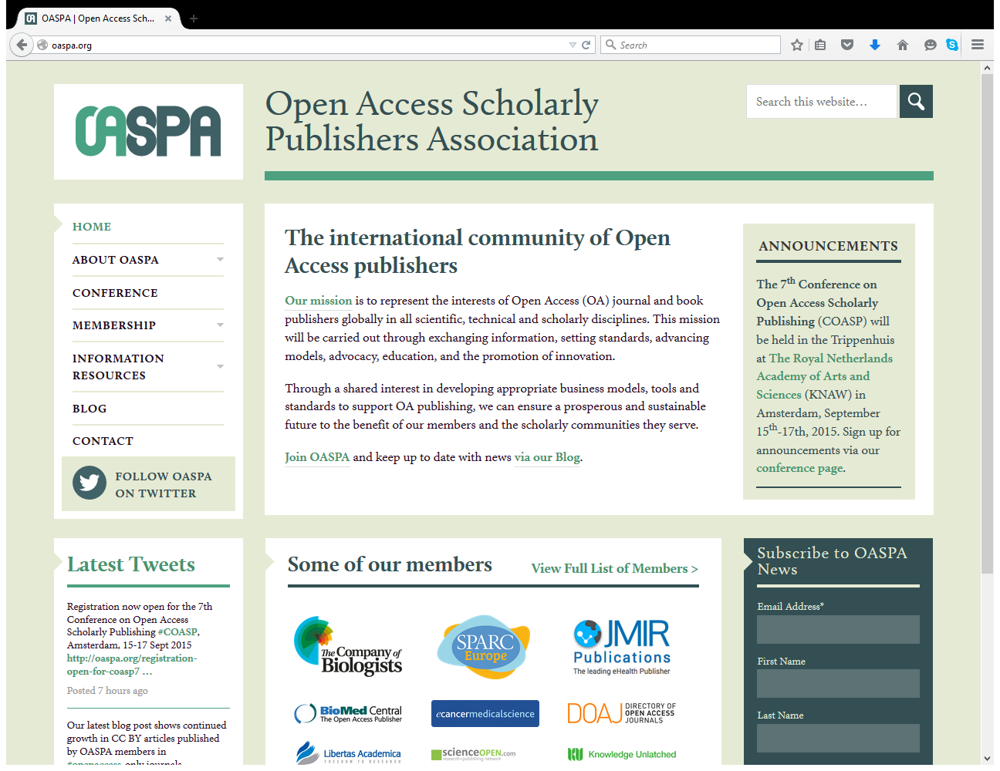 OASPA | Open Access Sch...
oaspa.org
Search
OASPA
Open Access Scholarly
Publishers Association
Search this website...
HOME
ABOUT OASPA
CONFERENCE
MEMBERSHIP
INFORMATION
RESOURCES
BLOG
CONTACT
FOLLOW OASPA
ON TWITTER
The international community of Open
Access publishers
Our mission is to represent the interests of Open Access (OA) journal and book
publishers globally in all scientific, technical and scholarly disciplines. This mission
will be carried out through exchanging information, setting standards, advancing
models, advocacy, education, and the promotion of innovation.
Through a shared interest in developing appropriate business models, tools and
standards to support OA publishing, we can ensure a prosperous and sustainable
future to the benefit of our members and the scholarly communities they serve.
Join OASPA and keep up to date with news via our Blog.
ANNOUNCEMENTS
The 7th Conference on
Open Access Scholarly
Publishing (COASP) will
be held in the Trippenhuis
at The Royal Netherlands
Academy of Arts and
Sciences (KNAW) in
Amsterdam, September
15th-17th, 2015. Sign up for
announcements via our
conference page.
Latest Tweets
Registration now open for the 7th
Conference on Open Access
Scholarly Publishing #COASP,
Amsterdam, 15-17 Sept 2015
http://oaspa.org/registration-
open-for-coasp7 ...
Posted 7 hours ago
Our latest blog post shows continued
growth in CC BY articles published
by OASPA members in
#openaccess-only journals
Some of our members
View Full List of Members >
The Company of
Biologists
SPARC
Europe
JMIR
Publications
The leading eHealth Publisher
BioMed Central
The Open Access Publisher
ecancermedicalscience
DOAJ DIRECTORY OF
OPEN ACCESS
JOURNALS
Libertas Academica
FREEDOM TO RESEARCH
scienceOPEN.com
research+publishing network
Knowledge Unlatched
Subscribe to OASPA
News
Email Address*
First Name
Last Name